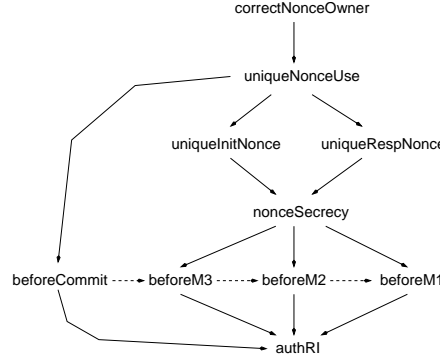 correctNonceOwner
uniqueNonceUse
uniqueInitNonce uniqueRespNonce
nonceSecrecy
beforeCommit beforeM3 beforeM2 beforeM1
authRI